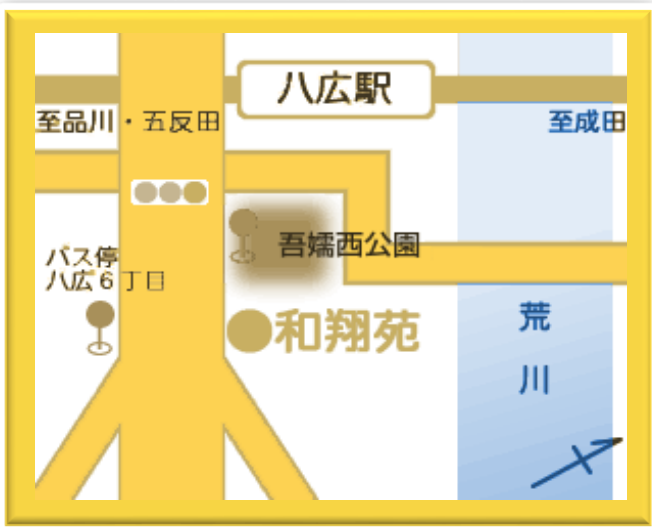 八広駅
至品川・五反田
至成田
吾嬬西公園
バス停
八広6丁目
和翔苑
荒
川